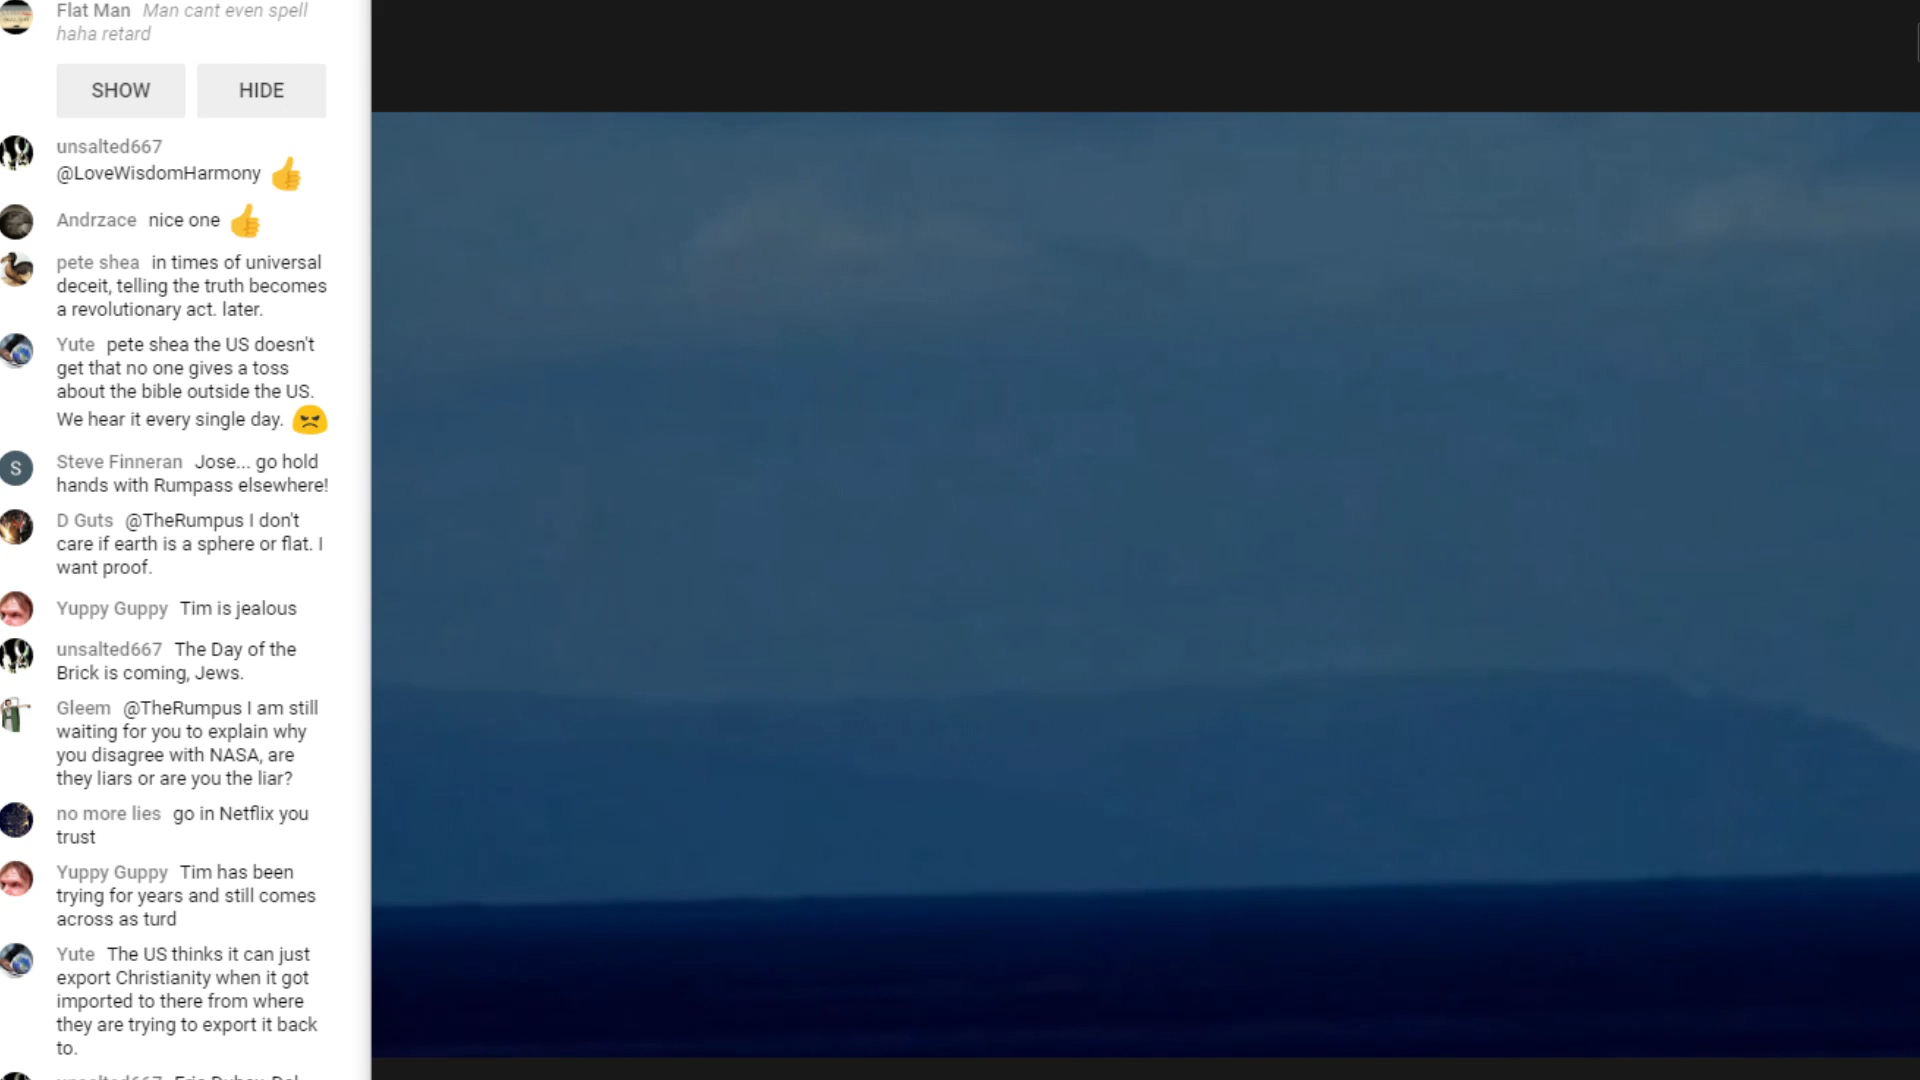 Flat Man Man cant even spell
haha retard
SHOW HIDE
unsalted667
@LoveWisdomHarmony
Andrzace nice one
pete shea in times of universal
deceit, telling the truth becomes
a revolutionary act. later.
Yute pete shea the US doesn't
get that no one gives a toss
about the bible outside the US.
We hear it every single day.
S
Steve Finneran Jose... go hold
hands with Rumpass elsewhere!
D Guts @TheRumpus I don't
care if earth is a sphere or flat. I
want proof.
Yuppy Guppy Tim is jealous
unsalted667 The Day of the
Brick is coming, Jews.
Gleem @TheRumpus I am still
waiting for you to explain why
you disagree with NASA, are
they liars or are you the liar?
no more lies go in Netflix you
trust
Yuppy Guppy Tim has been
trying for years and still comes
across as turd
Yute The US thinks it can just
export Christianity when it got
imported to there from where
they are trying to export it back
to.
unsalted667